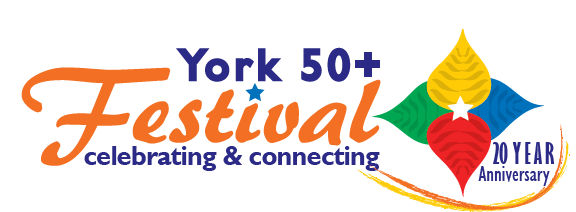 York 50+
Festival
celebrating & connecting
20 YEAR
Anniversary